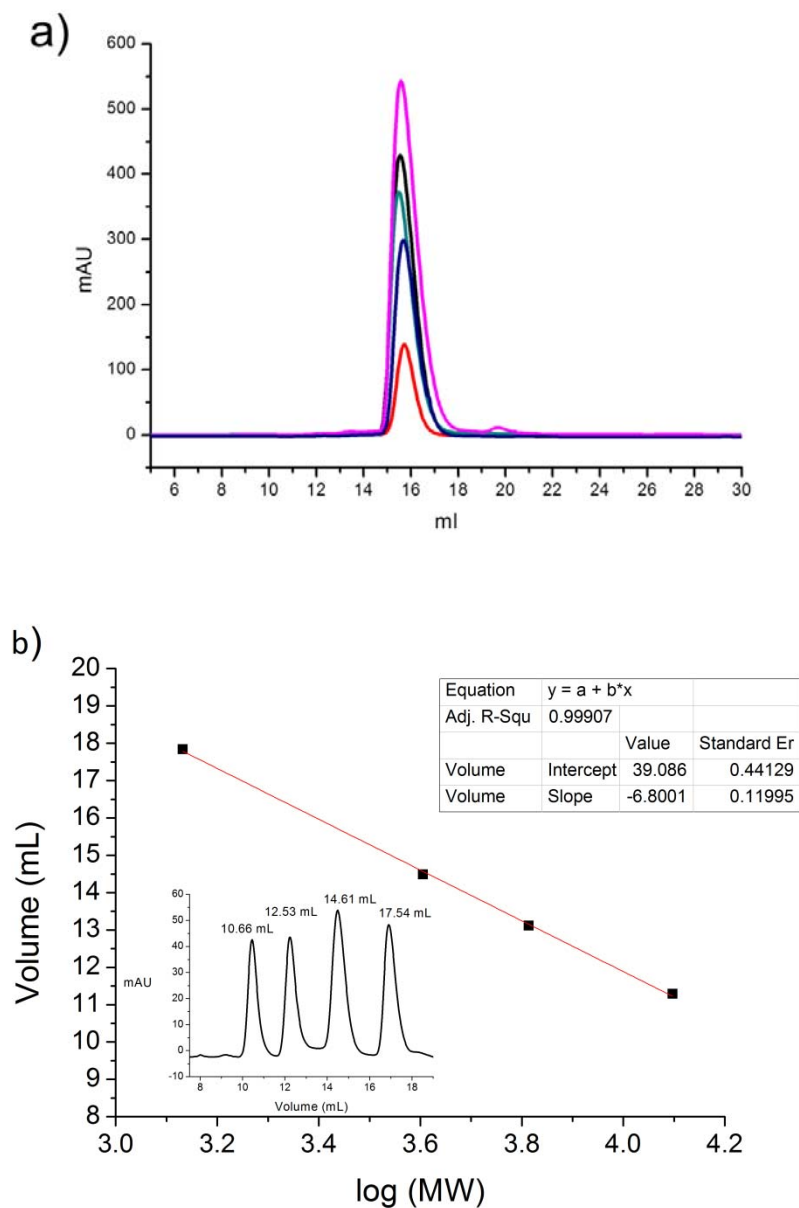 a)
600
500
400
300
200
100
0
mAU
6 8 10 12 14 16 18 20 22 24 26 28 30
ml
b)
20
19
18
17
16
15
14
13
12
11
10
9
8
Volume (mL)
Equation y = a + b*x
Adj. R-Squ 0.99907
Value Standard Er
Volume Intercept 39.086 0.44129
Volume Slope -6.8001 0.11995
60
50
40
30
20
10
0
-10
mAU
10.66 mL 12.53 mL 14.61 mL 17.54 mL
8 10 12 14 16 18
Volume (mL)
3.0 3.2 3.4 3.6 3.8 4.0 4.2
log (MW)